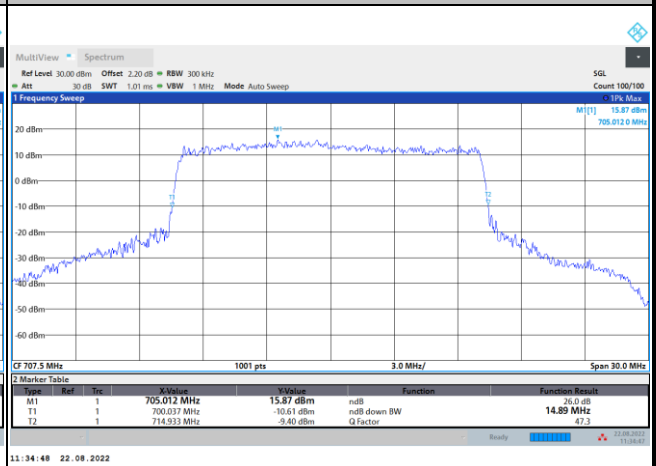 MultiView Spectrum
Ref Level 30.00 dBm Offset 2.20 dB RBW 300 kHz SGL
Att 30 dB SWT 1.01 ms VBW 1 MHz Mode Auto Sweep Count 100/100
1 Frequency Sweep 1Pk Max
M1[1] 15.87 dBm
705.012 0 MHz
M1
20 dBm
10 dBm
0 dBm
T1 T2
-10 dBm
-20 dBm
-30 dBm
-40 dBm
-50 dBm
-60 dBm
CF 707.5 MHz 1001 pts 3.0 MHz/ Span 30.0 MHz
2 Marker Table
Type Ref Trc X-Value Y-Value Function Function Result
M1 1 705.012 MHz 15.87 dBm ndB 26.0 dB
T1 1 700.037 MHz -10.61 dBm ndB down BW 14.89 MHz
T2 1 714.933 MHz -9.40 dBm Q Factor 47.3
Ready 22.08.2022
11:34:47
11:34:48 22.08.2022